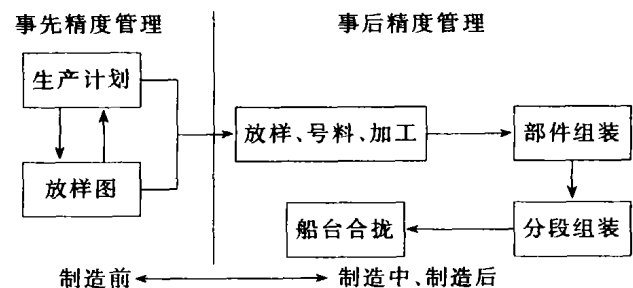 事先精度管理
事后精度管理
生产计划
放样、号料、加工
部件组装
放样图
船台合拢
分段组装
制造前
制造中、制造后